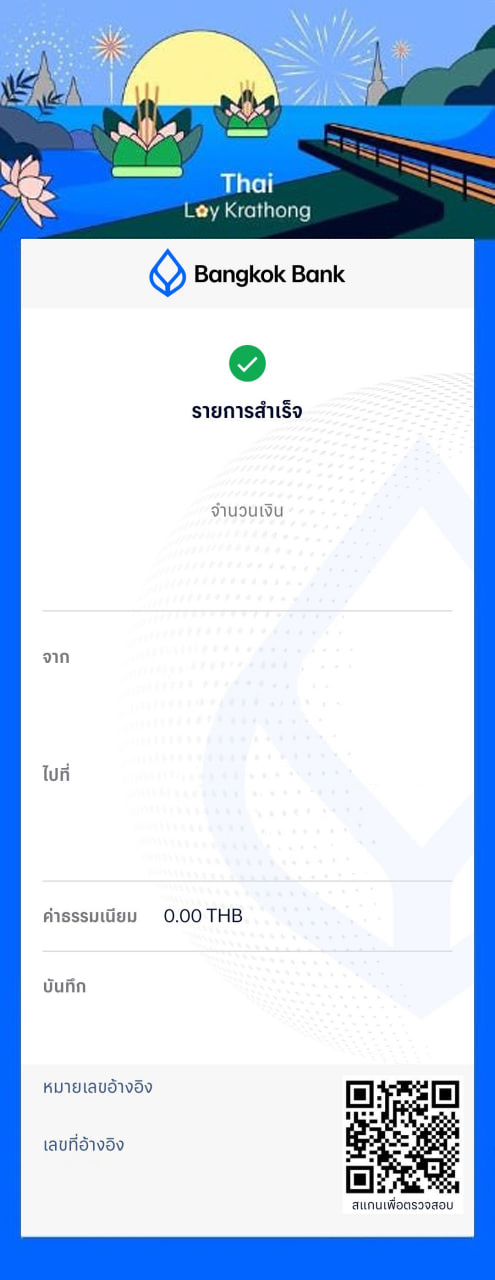 Thai
Loy Krathong
Bangkok Bank
รายการสำเร็จ
จำนวนเงิน
จาก
ไปที่
ค่าธรรมเนียม 0.00 THB
บันทึก
หมายเลขอ้างอิง
เลขที่อ้างอิง
สแกนเพื่อตรวจสอบ